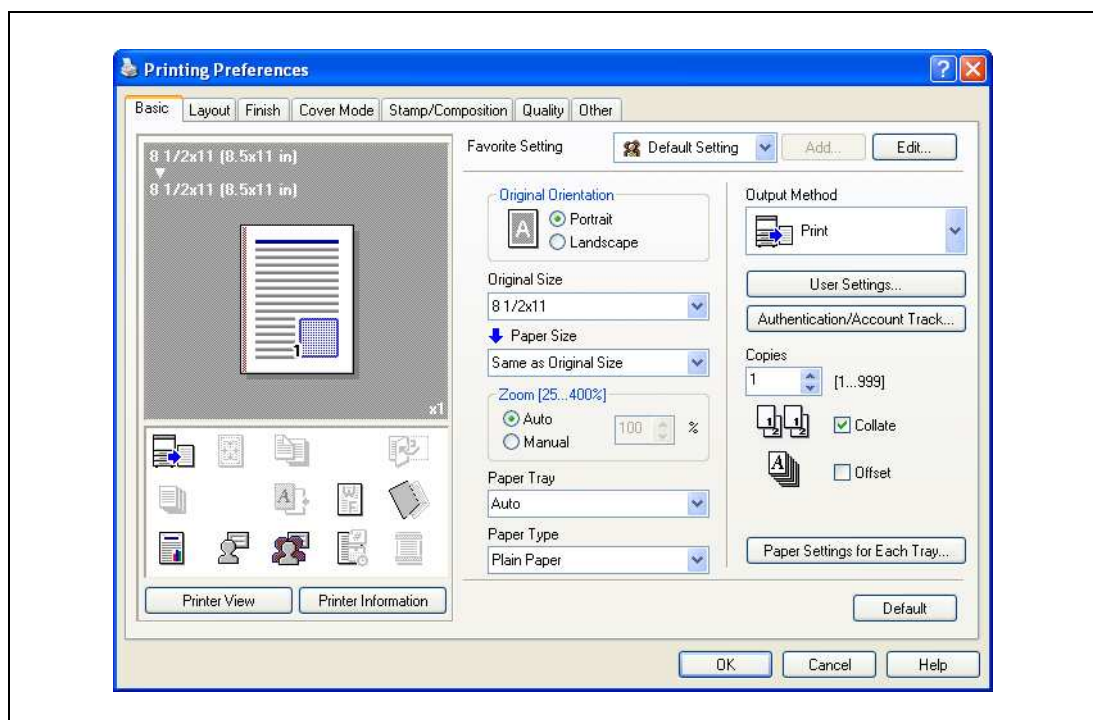 Printing Preferences
Basic Layout Finish Cover Mode Stamp/Composition Quality Other
8 1/2x11 (8.5x11 in)
8 1/2x11 (8.5x11 in)
1
x1
Printer View Printer Information
Favorite Setting Default Setting Add... Edit...
Original Orientation
A
Portrait
Landscape
Original Size
8 1/2x11
Paper Size
Same as Original Size
Zoom [25...400%]
Auto
Manual
100 %
Paper Tray
Auto
Paper Type
Plain Paper
Output Method
Print
User Settings...
Authentication/Account Track...
Copies
1 [1...999]
Collate
Offset
Paper Settings for Each Tray...
Default
OK Cancel Help